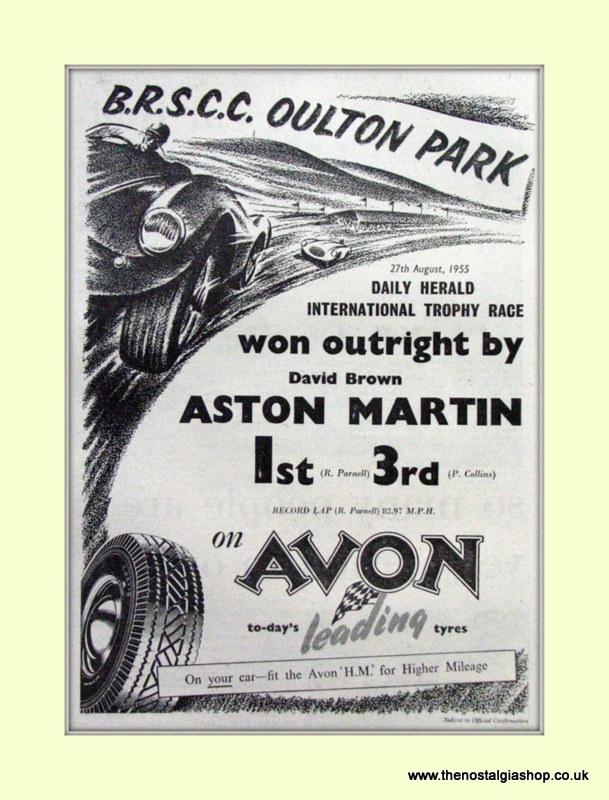 B.R.S.C.C. OULTON PARK
27th August, 1955
DAILY HERALD
INTERNATIONAL TROPHY RACE
won outright by
David Brown
ASTON MARTIN
1st (R. Parnell) 3rd (P. Collins)
RECORD LAP (R. Parnell) 82.97 M.P.H.
on AVON
to-day's leading tyres
On your car—fit the Avon 'H.M.' for Higher Mileage
Subject to Official Confirmation
www.thenostalgiashop.co.uk